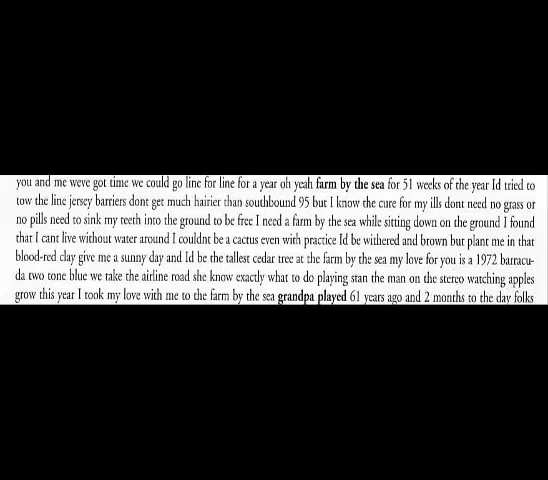 you and me weve got time we could go line for line for a year oh yeah farm by the sea for 51 weeks of the year Id tried to
tow the line jersey barriers dont get much hairier than southbound 95 but I know the cure for my ills dont need no grass or
no pills need to sink my teeth into the ground to be free I need a farm by the sea while sitting down on the ground I found
that I cant live without water around I couldnt be a cactus even with practice Id be withered and brown but plant me in that
blood-red clay give me a sunny day and Id be the tallest cedar tree at the farm by the sea my love for you is a 1972 barracu-
da two tone blue we take the airline road she know exactly what to do playing stan the man on the stereo watching apples
grow this year I took my love with me to the farm by the sea grandpa played 61 years ago and 2 months to the day folks